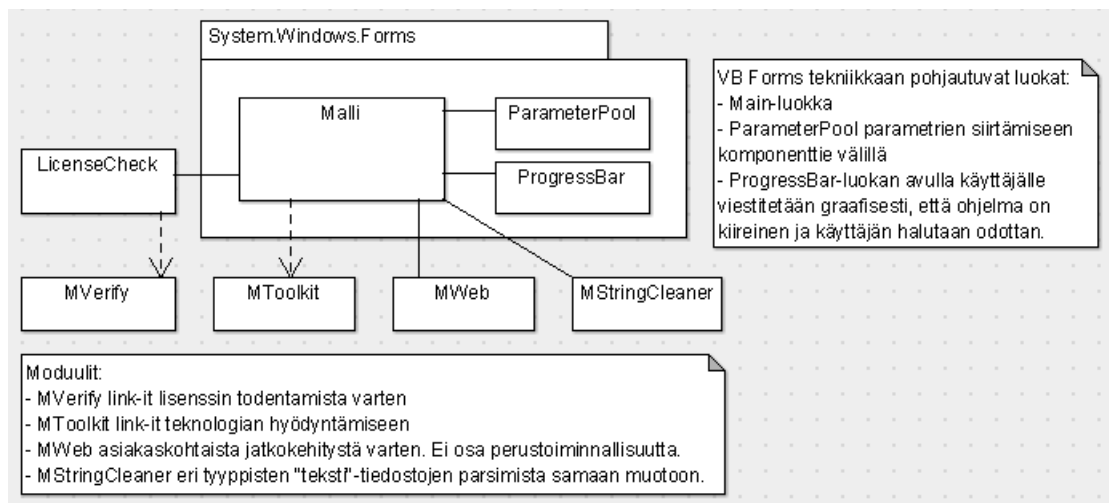 System.Windows.Forms
Malli
ParameterPool
ProgressBar
LicenseCheck
MVerify
MToolkit
MWeb
MStringCleaner
VB Forms tekniikkaan pohjautuvat luokat:
- Main-luokka
- ParameterPool parametrien siirtämiseen
komponenttie välillä
- ProgressBar-luokan avulla käyttäjälle
viestitetään graafisesti, että ohjelma on
kiireinen ja käyttäjän halutaan odottan.
Moduulit:
- MVerify link-it lisenssin todentamista varten
- MToolkit link-it teknologian hyödyntämiseen
- MWeb asiakaskohtaista jatkokehitystä varten. Ei osa perustoiminnallisuutta.
- MStringCleaner eri tyyppisten "teksti"-tiedostojen parsimista samaan muotoon.